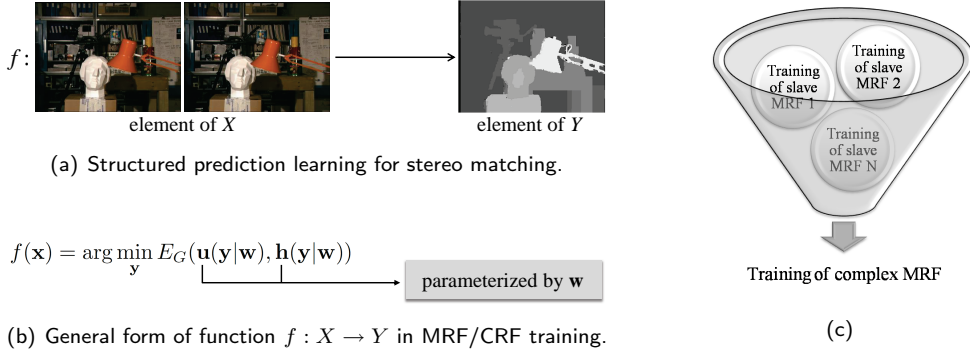 f :
element of X
element of Y
(a) Structured prediction learning for stereo matching.
f(x) = arg min_y E_G(u(y|w), h(y|w))
parameterized by w
(b) General form of function f : X → Y in MRF/CRF training.
Training
of slave
MRF 1
Training
of slave
MRF 2
Training
of slave
MRF N
Training of complex MRF
(c)